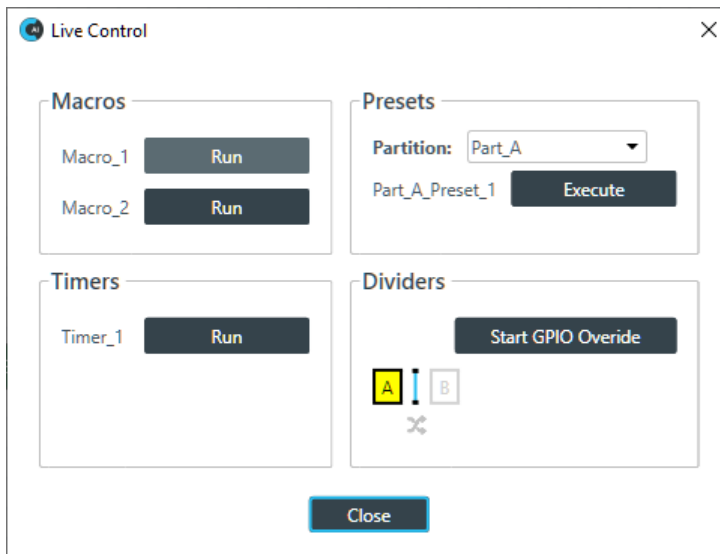 Live Control
Macros
Macro_1 Run
Macro_2 Run
Presets
Partition: Part_A
Part_A_Preset_1 Execute
Timers
Timer_1 Run
Dividers
Start GPIO Overide
A B
Close